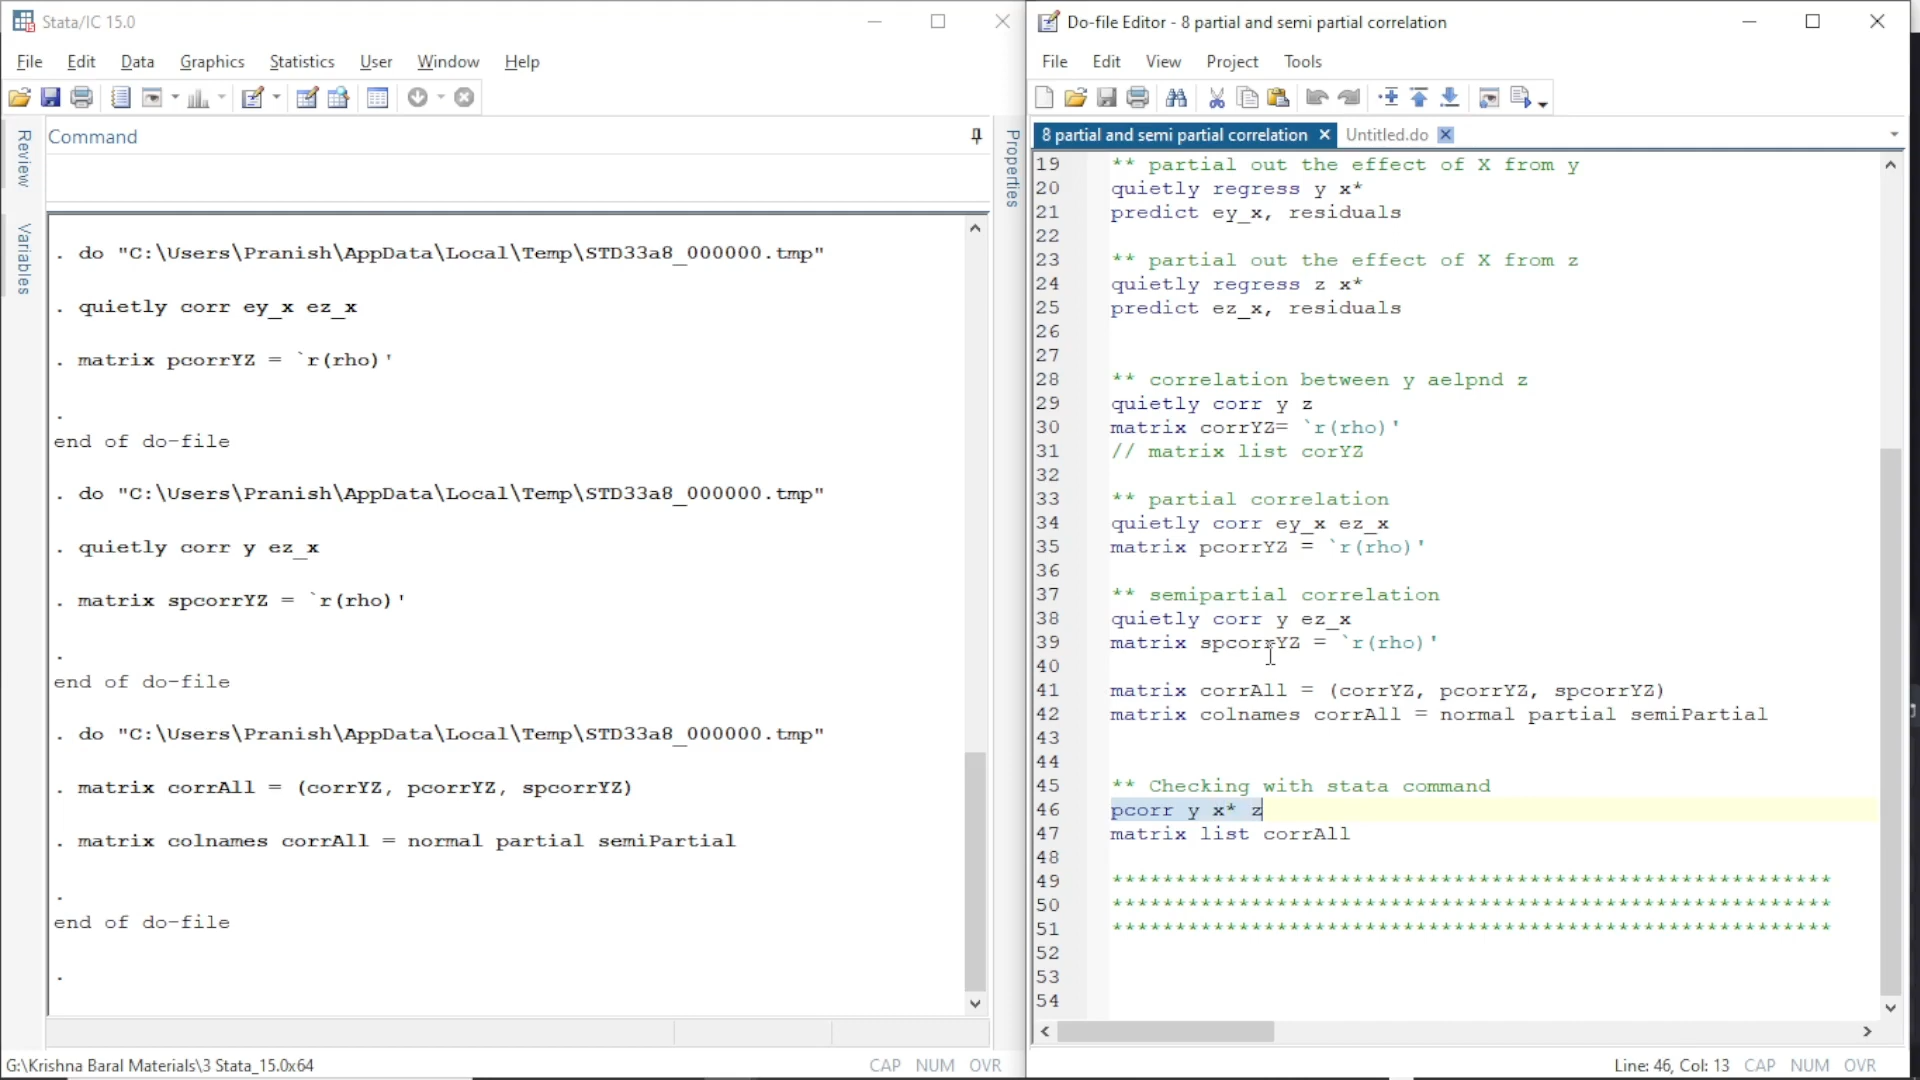 Stata/IC 15.0
File Edit Data Graphics Statistics User Window Help
Review
Variables
Command
Properties
. do "C:\Users\Pranish\AppData\Local\Temp\STD33a8_000000.tmp"
. quietly corr ey_x ez_x
. matrix pcorrYZ = `r(rho)'
.
end of do-file
. do "C:\Users\Pranish\AppData\Local\Temp\STD33a8_000000.tmp"
. quietly corr y ez_x
. matrix spcorrYZ = `r(rho)'
.
end of do-file
. do "C:\Users\Pranish\AppData\Local\Temp\STD33a8_000000.tmp"
. matrix corrAll = (corrYZ, pcorrYZ, spcorrYZ)
. matrix colnames corrAll = normal partial semiPartial
.
end of do-file
.
G:\Krishna Baral Materials\3 Stata_15.0x64
CAP NUM OVR
Do-file Editor - 8 partial and semi partial correlation
File Edit View Project Tools
8 partial and semi partial correlation Untitled.do
19 ** partial out the effect of X from y
20 quietly regress y x*
21 predict ey_x, residuals
22
23 ** partial out the effect of X from z
24 quietly regress z x*
25 predict ez_x, residuals
26
27
28 ** correlation between y aelpnd z
29 quietly corr y z
30 matrix corrYZ= `r(rho)'
31 // matrix list corYZ
32
33 ** partial correlation
34 quietly corr ey_x ez_x
35 matrix pcorrYZ = `r(rho)'
36
37 ** semipartial correlation
38 quietly corr y ez_x
39 matrix spcorrYZ = `r(rho)'
40
41 matrix corrAll = (corrYZ, pcorrYZ, spcorrYZ)
42 matrix colnames corrAll = normal partial semiPartial
43
44
45 ** Checking with stata command
46 pcorr y x* z
47 matrix list corrAll
48
49 *********************************************************
50 *********************************************************
51 *********************************************************
52
53
54
Line: 46, Col: 13 CAP NUM OVR